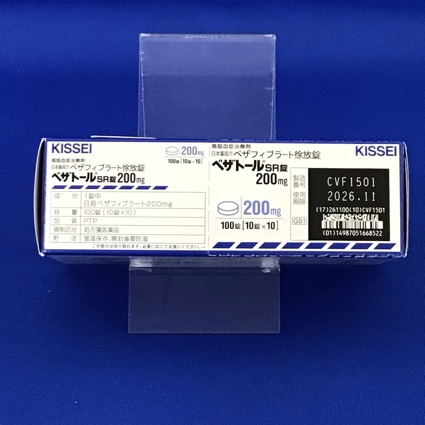 KISSEI
高脂血症治療剤
日本薬局方 ベザフィブラート徐放錠
ベザトール SR錠 200mg
200mg
100錠 [10錠×10]
成分 1錠中
日局ベザフィブラート200mg
容量 100錠 [10錠×10]
包装 PTP
規制区分 処方箋医薬品
貯法 室温保存、開封後要防湿
高脂血症治療剤
日本薬局方 ベザフィブラート徐放錠
ベザトール SR錠
200mg
200mg
100錠 [10錠×10]
KISSEI
製造番号 CVF1501
使用期限 2026.11
G51
(17)261100(10)CVF1501
(01)14987051668522